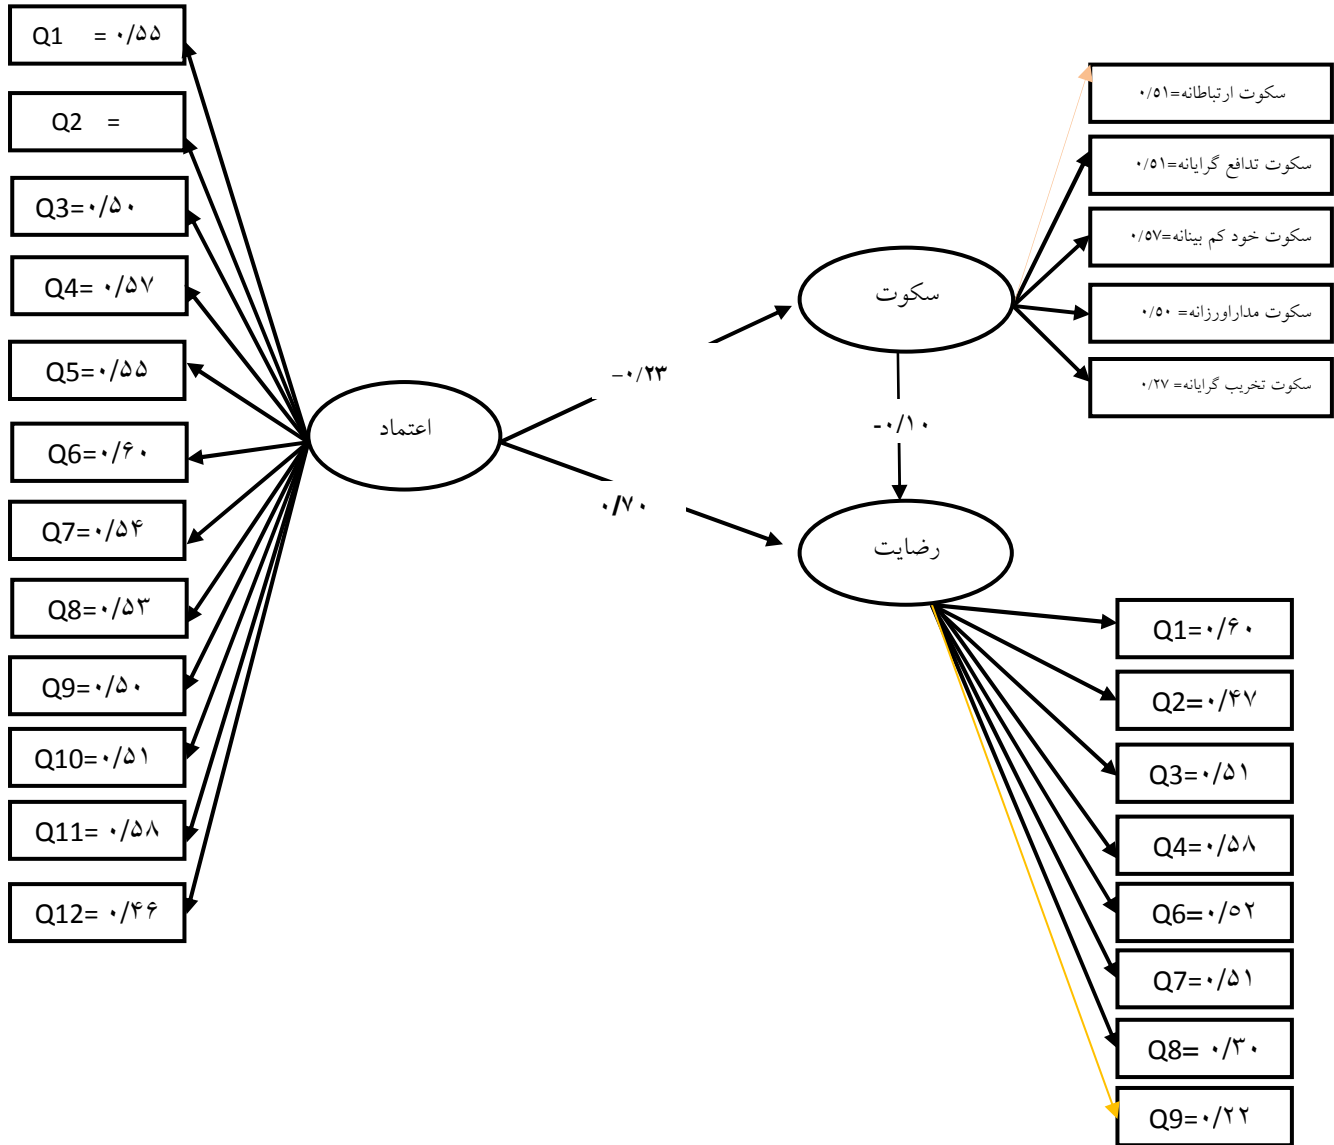 Q1 = ۰/۵۵
Q2 =
Q3=۰/۵۰
Q4= ۰/۵۷
Q5=۰/۵۵
Q6=۰/۶۰
Q7=۰/۵۴
Q8=۰/۵۳
Q9=۰/۵۰
Q10=۰/۵۱
Q11= ۰/۵۸
Q12= ۰/۴۶
اعتماد
-۰/۲۳
۰/۷۰
سکوت
-۰/۱۰
رضایت
سکوت ارتباطانه=۰/۵۱
سکوت تدافع گرایانه=۰/۵۱
سکوت خود کم بینانه=۰/۵۷
سکوت مداراورزانه= ۰/۵۰
سکوت تخریب گرایانه= ۰/۲۷
Q1=۰/۶۰
Q2=۰/۴۷
Q3=۰/۵۱
Q4=۰/۵۸
Q6=۰/۵۲
Q7=۰/۵۱
Q8= ۰/۳۰
Q9=۰/۲۲